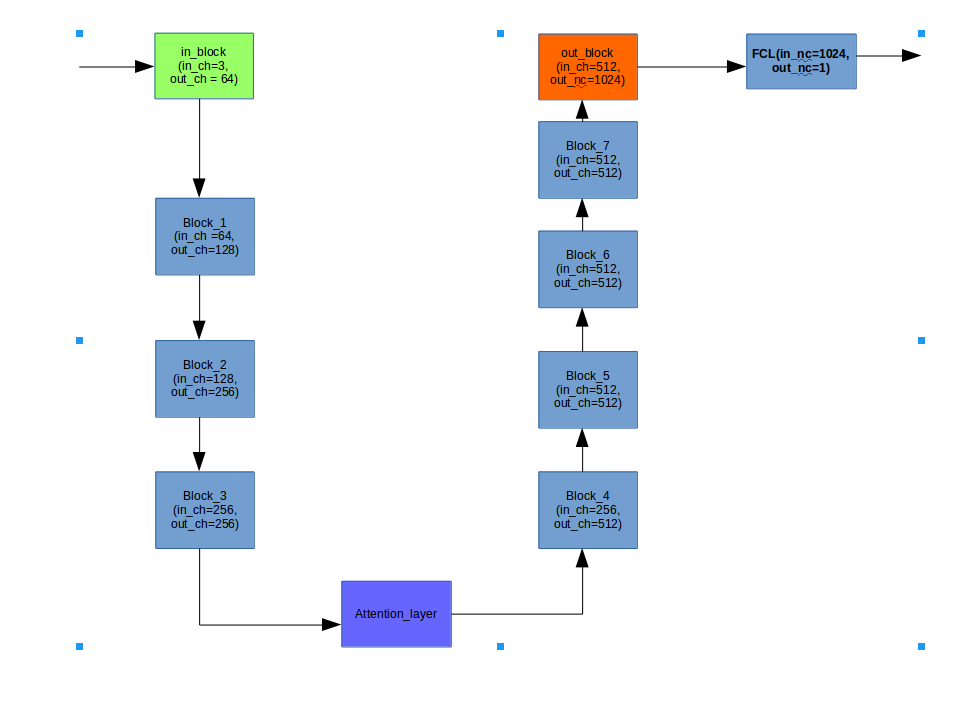 in_block
(in_ch=3,
out_ch = 64)
Block_1
(in_ch =64,
out_ch=128)
Block_2
(in_ch=128,
out_ch=256)
Block_3
(in_ch=256,
out_ch=256)
Attention_layer
Block_4
(in_ch=256,
out_ch=512)
Block_5
(in_ch=512,
out_ch=512)
Block_6
(in_ch=512,
out_ch=512)
Block_7
(in_ch=512,
out_ch=512)
out_block
(in_ch=512,
out_nc=1024)
FCL(in_nc=1024,
out_nc=1)